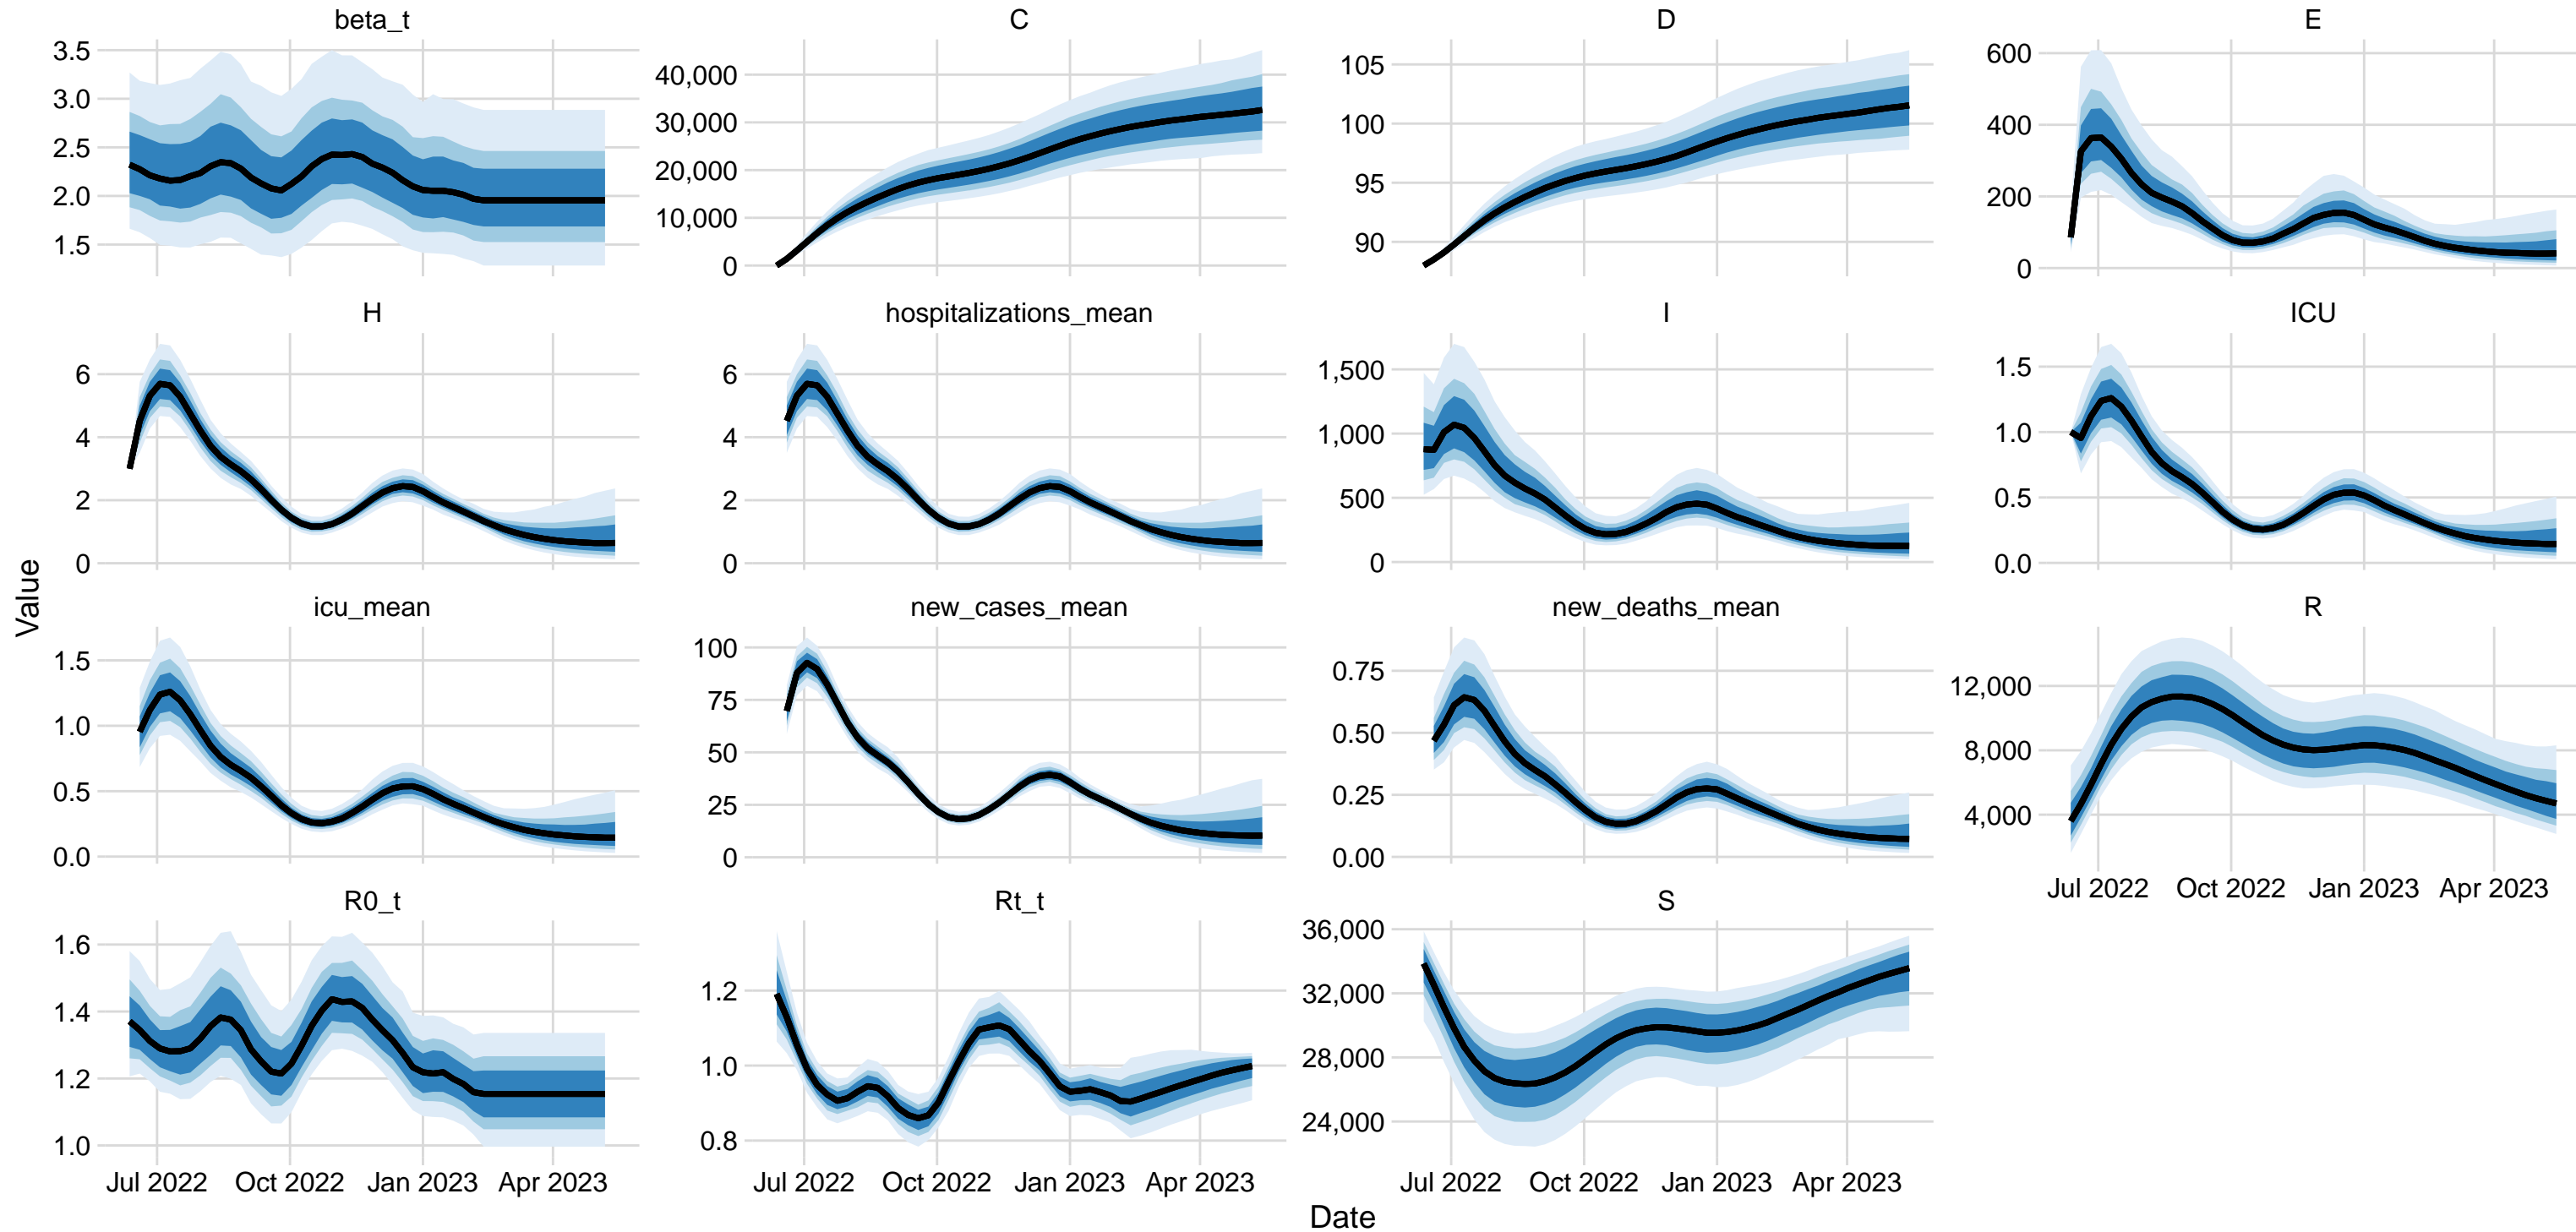 beta_t
C
D
E
3.5
3.0
2.5
2.0
1.5
40,000
30,000
20,000
10,000
0
105
100
95
90
600
400
200
0
H
hospitalizations_mean
I
ICU
6
4
2
0
6
4
2
0
1,500
1,000
500
0
1.5
1.0
0.5
0.0
Value
icu_mean
new_cases_mean
new_deaths_mean
R
1.5
1.0
0.5
0.0
100
75
50
25
0
0.75
0.50
0.25
0.00
12,000
8,000
4,000
Jul 2022 Oct 2022 Jan 2023 Apr 2023
R0_t
Rt_t
S
1.6
1.4
1.2
1.0
1.2
1.0
0.8
36,000
32,000
28,000
24,000
Jul 2022 Oct 2022 Jan 2023 Apr 2023
Jul 2022 Oct 2022 Jan 2023 Apr 2023
Jul 2022 Oct 2022 Jan 2023 Apr 2023
Date